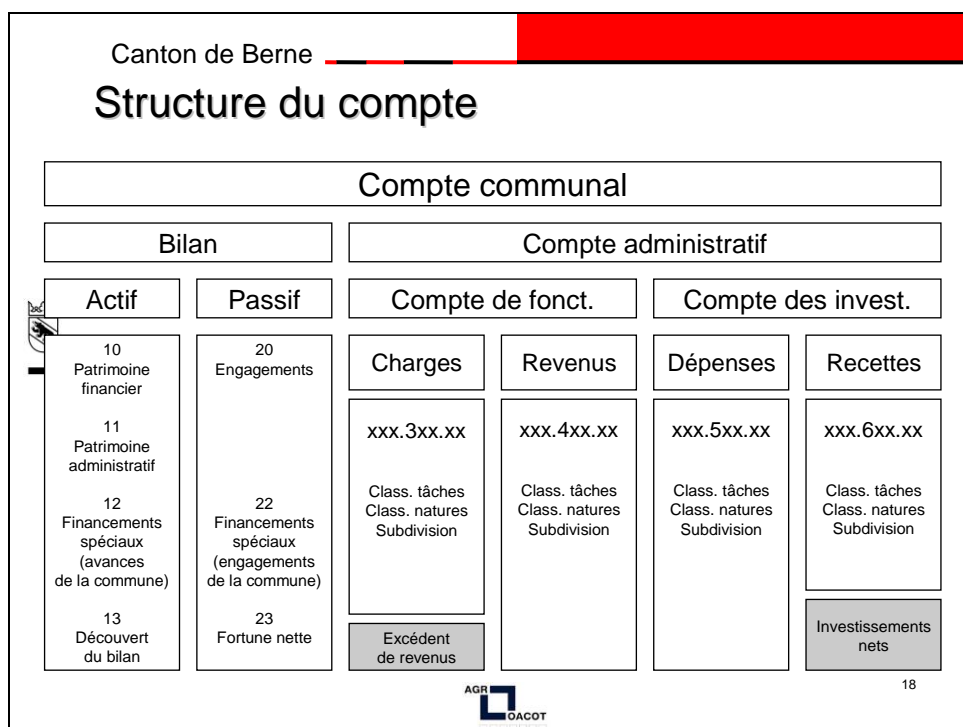 Canton de Berne
Structure du compte
Compte communal
Bilan
Compte administratif
Actif
Passif
Compte de fonct.
Compte des invest.
10
Patrimoine
financier
11
Patrimoine
administratif
12
Financements
spéciaux
(avances
de la commune)
13
Découvert
du bilan
20
Engagements
22
Financements
spéciaux
(engagements
de la commune)
23
Fortune nette
Charges
xxx.3xx.xx
Class. tâches
Class. natures
Subdivision
Excédent
de revenus
Revenus
xxx.4xx.xx
Class. tâches
Class. natures
Subdivision
Dépenses
xxx.5xx.xx
Class. tâches
Class. natures
Subdivision
Recettes
xxx.6xx.xx
Class. tâches
Class. natures
Subdivision
Investissements
nets
AGR
OACOT
18